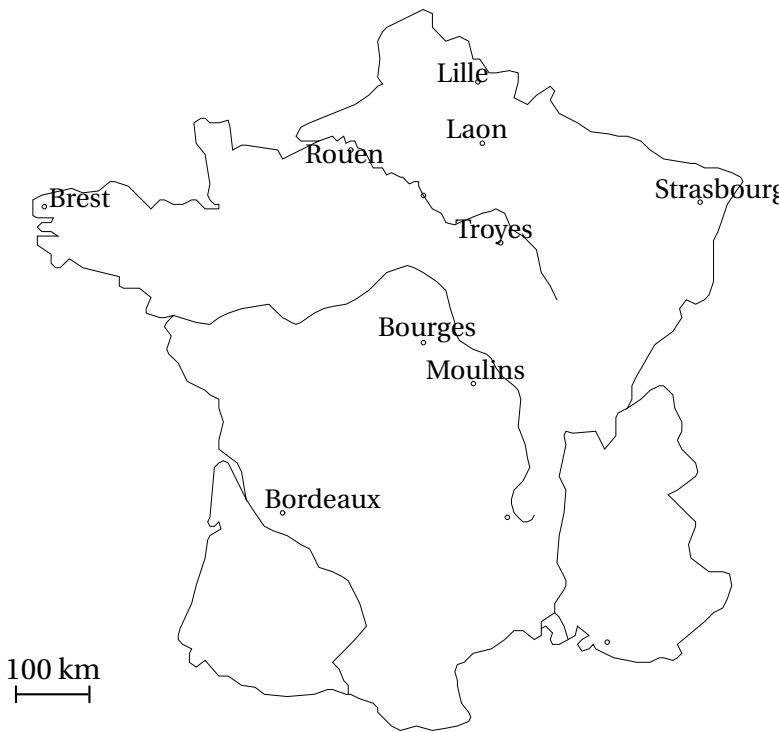 Lille
Laon
Rouen
Strasbourg
Brest
Troyes
Bourges
Moulins
Bordeaux
100 km